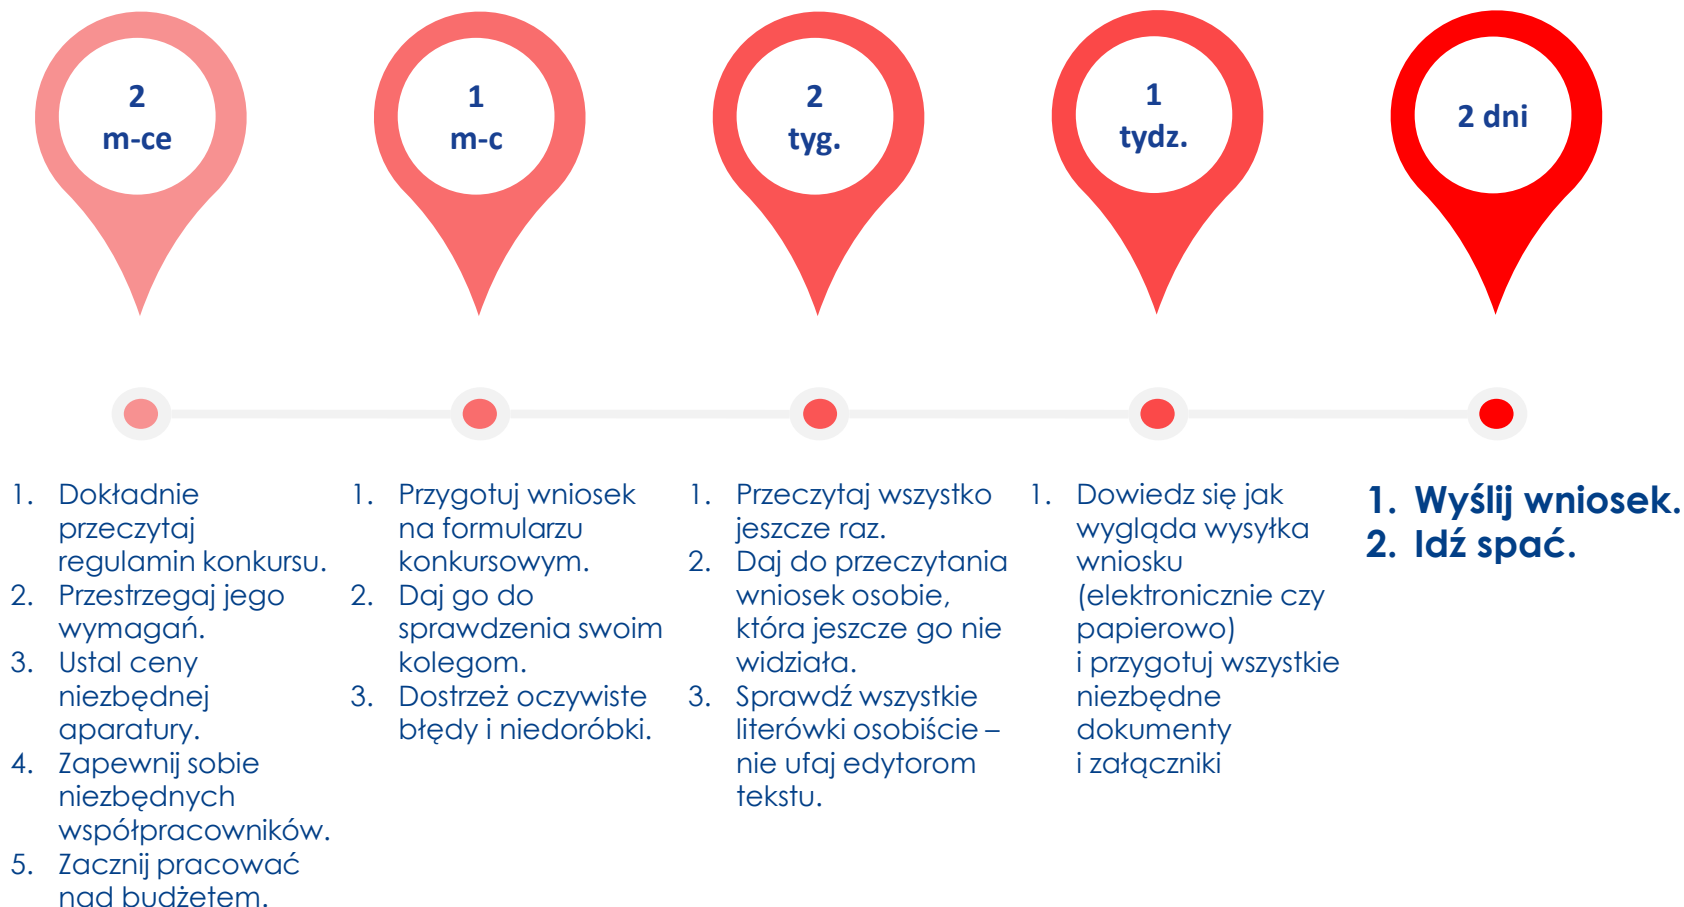 2
m-ce
1
m-c
2
tyg.
1
tydz.
2 dni
1. Dokładnie
przeczytaj
regulamin konkursu.
2. Przestrzegaj jego
wymagań.
3. Ustal ceny
niezbędnej
aparatury.
4. Zapewnij sobie
niezbędnych
współpracowników.
5. Zacznij pracować
nad budżetem.
1. Przygotuj wniosek
na formularzu
konkursowym.
2. Daj go do
sprawdzenia swoim
kolegom.
3. Dostrzeż oczywiste
błędy i niedoróbki.
1. Przeczytaj wszystko
jeszcze raz.
2. Daj do przeczytania
wniosek osobie,
która jeszcze go nie
widziała.
3. Sprawdź wszystkie
literówki osobiście –
nie ufaj edytorom
tekstu.
1. Dowiedz się jak
wygląda wysyłka
wniosku
(elektronicznie czy
papierowo)
i przygotuj wszystkie
niezbędne
dokumenty
i załączniki
1. Wyślij wniosek.
2. Idź spać.